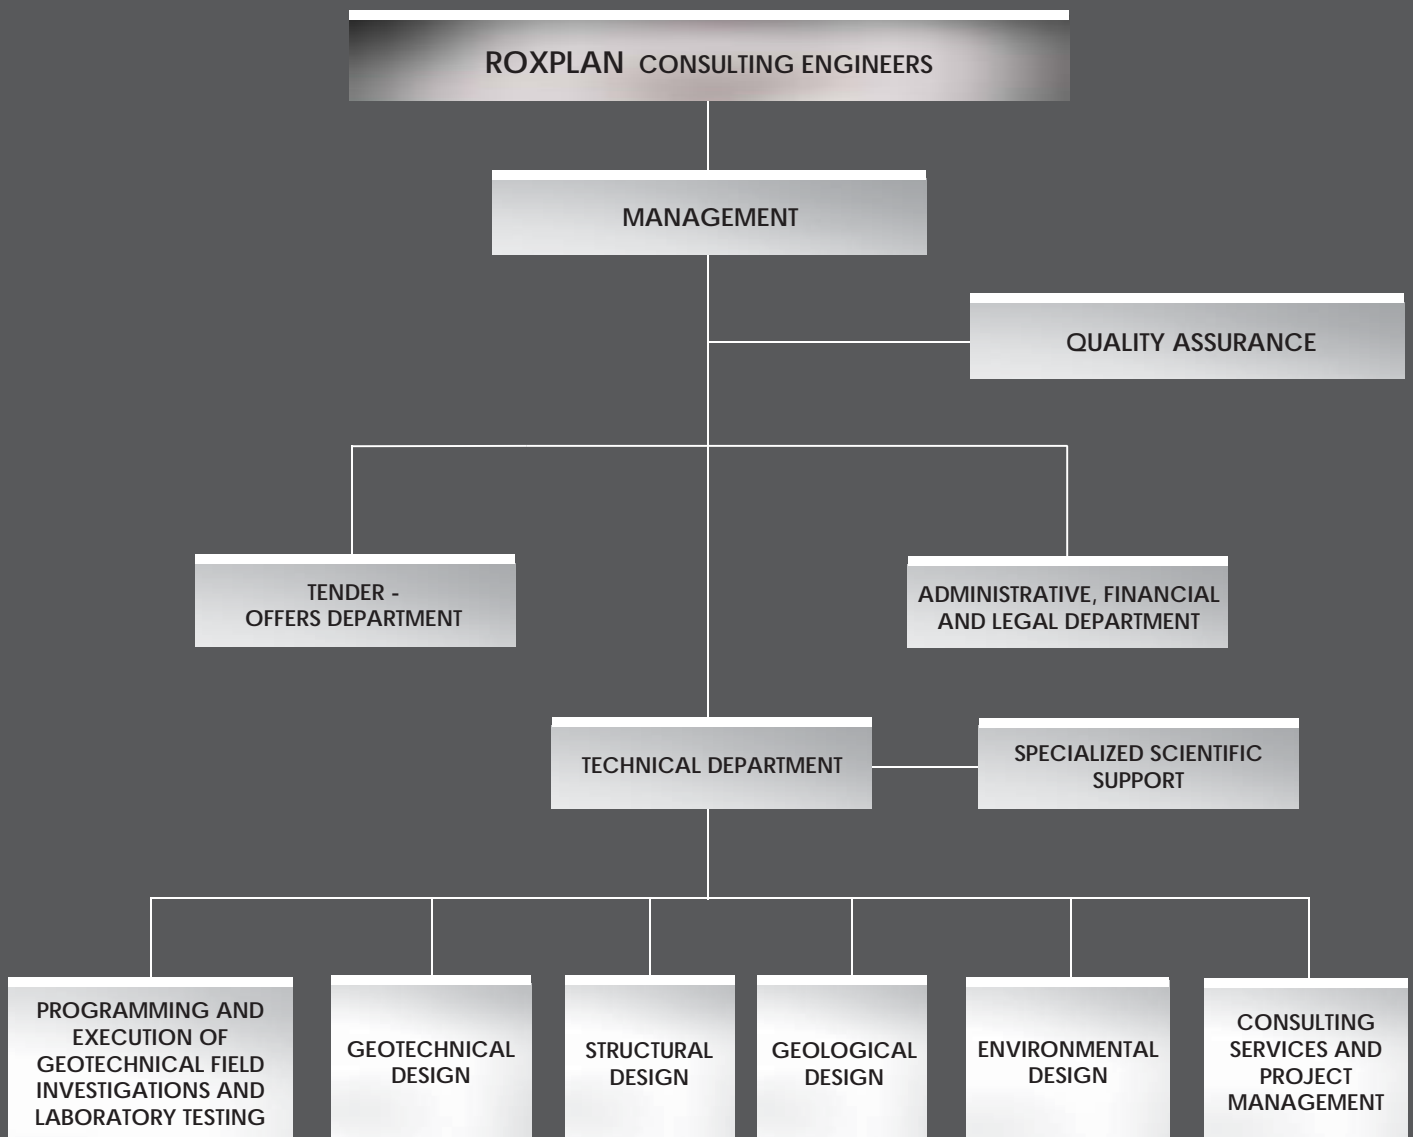 ROXPLAN CONSULTING ENGINEERS
MANAGEMENT
QUALITY ASSURANCE
TENDER -
OFFERS DEPARTMENT
ADMINISTRATIVE, FINANCIAL
AND LEGAL DEPARTMENT
TECHNICAL DEPARTMENT
SPECIALIZED SCIENTIFIC
SUPPORT
PROGRAMMING AND
EXECUTION OF
GEOTECHNICAL FIELD
INVESTIGATIONS AND
LABORATORY TESTING
GEOTECHNICAL
DESIGN
STRUCTURAL
DESIGN
GEOLOGICAL
DESIGN
ENVIRONMENTAL
DESIGN
CONSULTING
SERVICES AND
PROJECT
MANAGEMENT